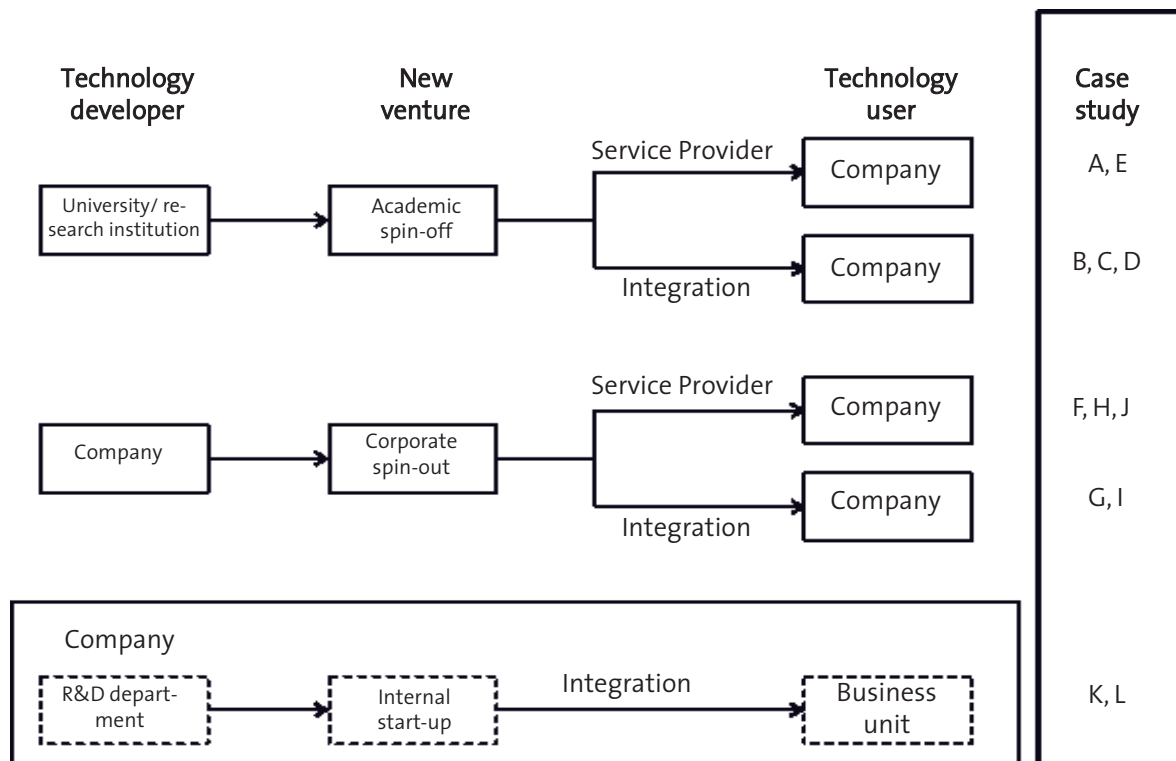 Technology
developer
New
venture
Technology
user
Case
study
Service Provider
Company
A, E
University/ re-
search institution
Academic
spin-off
Company
B, C, D
Integration
Service Provider
Company
F, H, J
Company
Corporate
spin-out
Company
G, I
Integration
Company
R&D depart-
ment
Internal
start-up
Integration
Business
unit
K, L